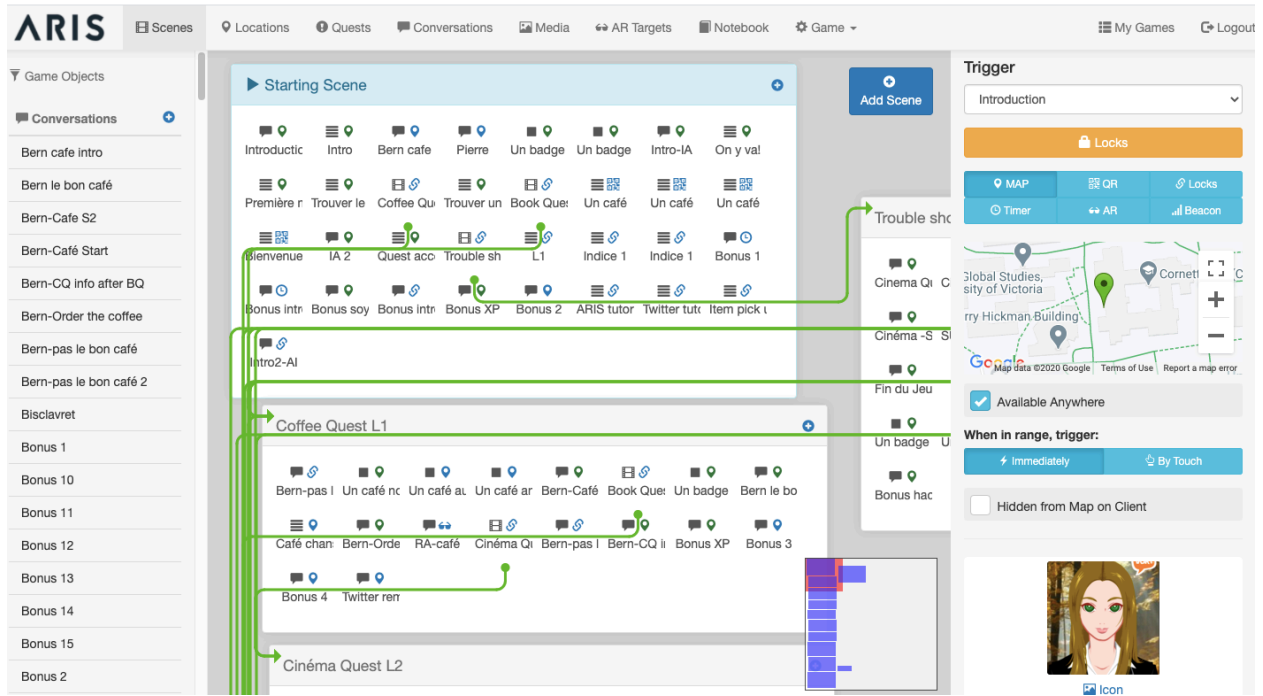 ARIS Scenes Locations Quests Conversations Media AR Targets Notebook Game My Games Logout
Game Objects
Conversations
Bern cafe intro
Bern le bon café
Bern-Cafe S2
Bern-Café Start
Bern-CQ info after BQ
Bern-Order the coffee
Bern-pas le bon café
Bern-pas le bon café 2
Bisclavret
Bonus 1
Bonus 10
Bonus 11
Bonus 12
Bonus 13
Bonus 14
Bonus 15
Bonus 2
Starting Scene
Introductic Intro Bern cafe Pierre Un badge Un badge Intro-IA On y va!
Première r Trouver le Coffee Qu Trouver un Book Que Un café Un café Un café
Bienvenue IA 2 Quest acc Trouble sh L1 Indice 1 Indice 1 Bonus 1
Bonus intr Bonus soy Bonus intr Bonus XP Bonus 2 ARIS tutor Twitter tut Item pick
Intro2-AI
Coffee Quest L1
Bern-pas l Un café nc Un café au Un café ar Bern-Café Book Que Un badge Bern le bo
Café chan Bern-Orde RA-café Cinéma Q Bern-pas l Bern-CQ i Bonus XP Bonus 3
Bonus 4 Twitter rem
Cinéma Quest L2
Add Scene
Trouble sho
Cinema Qu C
Cinéma -S
Fin du Jeu
Un badge U
Bonus hac
Trigger
Introduction
Locks
MAP QR Locks
Timer AR Beacon
Global Studies,
sity of Victoria
Cornett
rry Hickman Building
Google Map data ©2020 Google Terms of Use Report a map error
Available Anywhere
When in range, trigger:
Immediately By Touch
Hidden from Map on Client
Icon